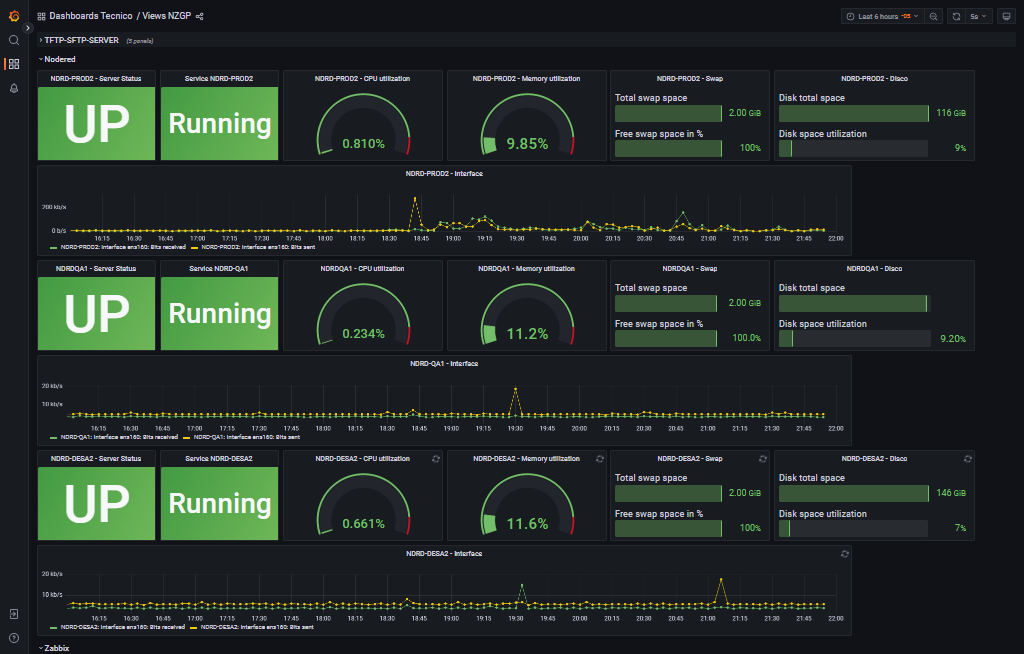 Dashboards Tecnico / Views NZGP
Last 6 hours -05
5s
TFTP-SFTP-SERVER (5 panels)
Nodered
NDRD-PROD2 - Server Status
UP
Service NDRD-PROD2
Running
NDRD-PROD2 - CPU utilization
0.810%
NDRD-PROD2 - Memory utilization
9.85%
NDRD-PROD2 - Swap
Total swap space
2.00 GiB
Free swap space in %
100%
NDRD-PROD2 - Disco
Disk total space
116 GiB
Disk space utilization
9%
NDRD-PROD2 - Interface
200 kb/s
0 b/s
16:15 16:30 16:45 17:00 17:15 17:30 17:45 18:00 18:15 18:30 18:45 19:00 19:15 19:30 19:45 20:00 20:15 20:30 20:45 21:00 21:15 21:30 21:45 22:00
NDRD-PROD2: Interface ens160: Bits received NDRD-PROD2: Interface ens160: Bits sent
NDRDQA1 - Server Status
UP
Service NDRD-QA1
Running
NDRDQA1 - CPU utilization
0.234%
NDRDQA1 - Memory utilization
11.2%
NDRDQA1 - Swap
Total swap space
2.00 GiB
Free swap space in %
100.0%
NDRDQA1 - Disco
Disk total space
Disk space utilization
9.20%
NDRD-QA1 - Interface
20 kb/s
10 kb/s
16:15 16:30 16:45 17:00 17:15 17:30 17:45 18:00 18:15 18:30 18:45 19:00 19:15 19:30 19:45 20:00 20:15 20:30 20:45 21:00 21:15 21:30 21:45 22:00
NDRD-QA1: Interface ens160: Bits received NDRD-QA1: Interface ens160: Bits sent
NDRD-DESA2 - Server Status
UP
Service NDRD-DESA2
Running
NDRD-DESA2 - CPU utilization
0.661%
NDRD-DESA2 - Memory utilization
11.6%
NDRD-DESA2 - Swap
Total swap space
2.00 GiB
Free swap space in %
100%
NDRD-DESA2 - Disco
Disk total space
146 GiB
Disk space utilization
7%
NDRD-DESA2 - Interface
20 kb/s
10 kb/s
16:15 16:30 16:45 17:00 17:15 17:30 17:45 18:00 18:15 18:30 18:45 19:00 19:15 19:30 19:45 20:00 20:15 20:30 20:45 21:00 21:15 21:30 21:45 22:00
NDRD-DESA2: Interface ens160: Bits received NDRD-DESA2: Interface ens160: Bits sent
Zabbix